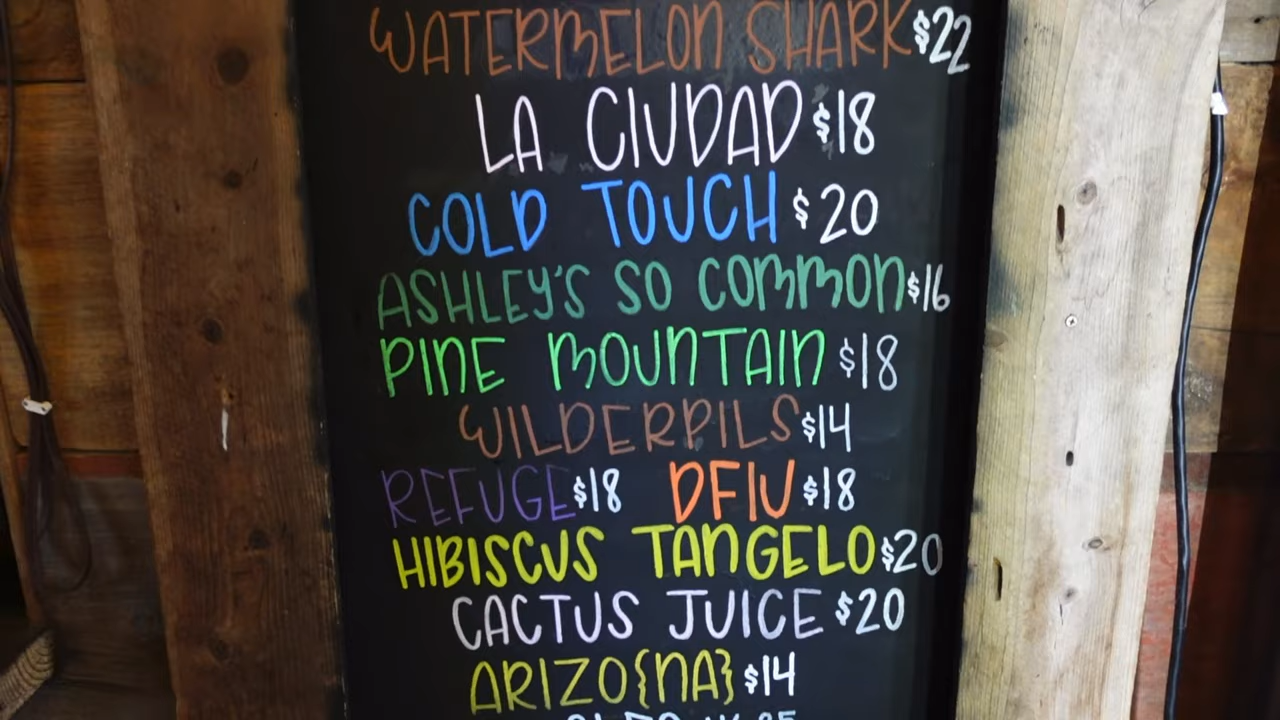 WATERMELON SHARK $22
LA CIUDAD $18
COLD TOUCH $20
ASHLEY'S SO COMMON $16
PINE MOUNTAIN $18
WILDERPILS $14
REFUGE $18 DFIU $18
HIBISCUS TANGELO $20
CACTUS JUICE $20
ARIZO{NA} $14